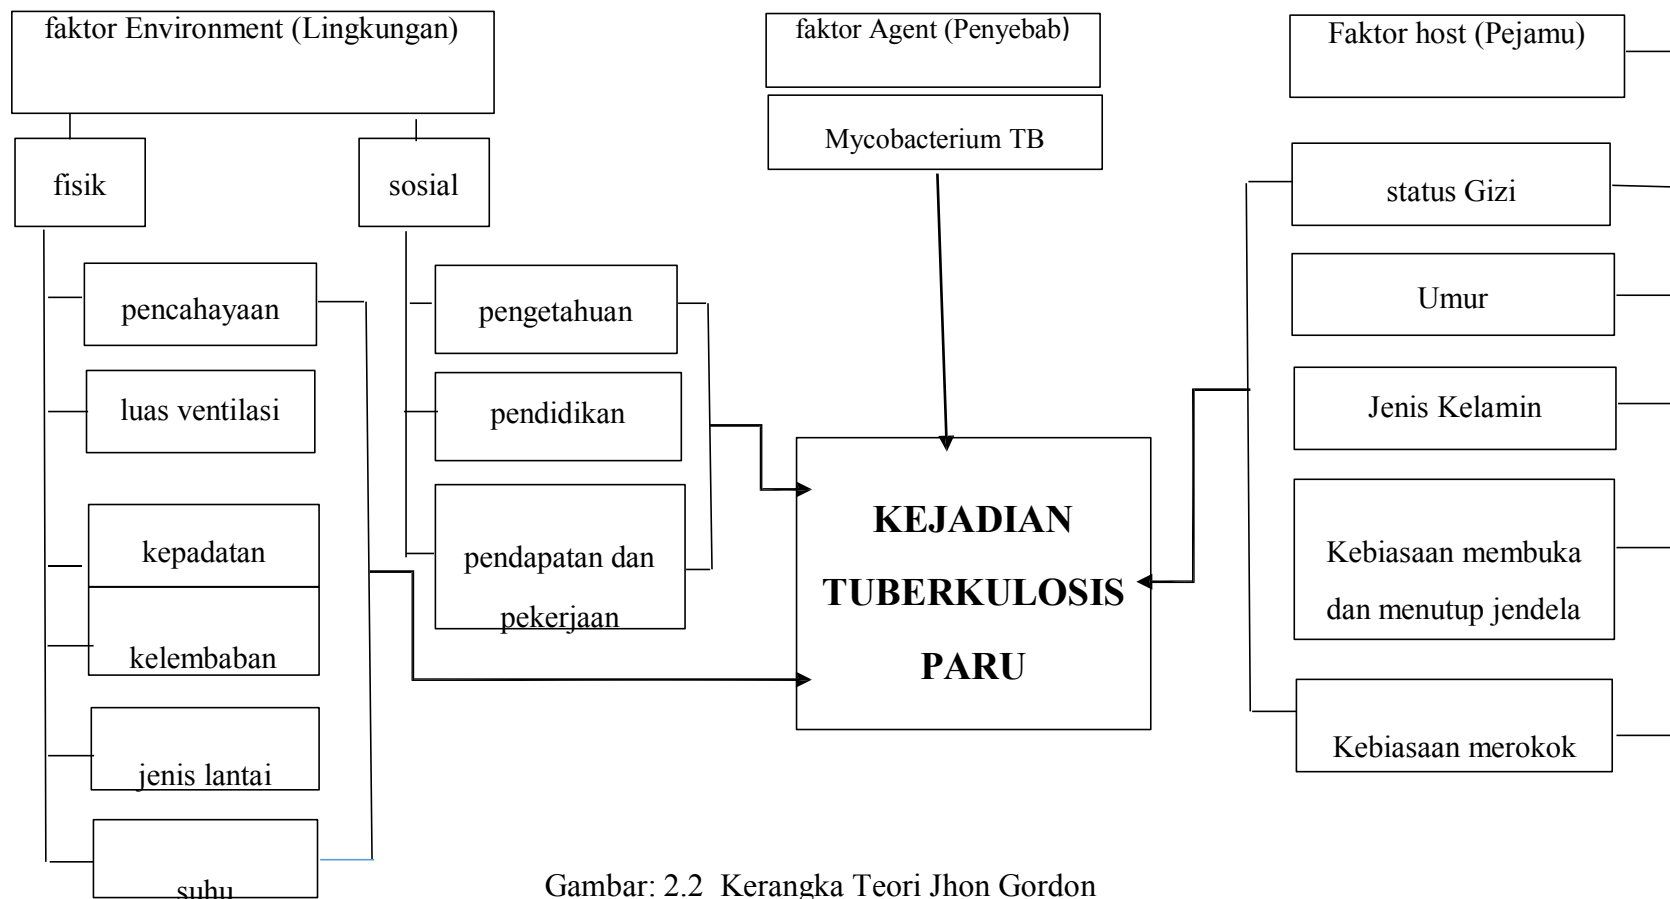 faktor Environment (Lingkungan)
fisik
sosial
pencahayaan
luas ventilasi
kepadatan
kelembaban
jenis lantai
suhu
pengetahuan
pendidikan
pendapatan dan
pekerjaan
faktor Agent (Penyebab)
Mycobacterium TB
KEJADIAN
TUBERKULOSIS
PARU
Faktor host (Pejamu)
status Gizi
Umur
Jenis Kelamin
Kebiasaan membuka
dan menutup jendela
Kebiasaan merokok
Gambar: 2.2 Kerangka Teori Jhon Gordon